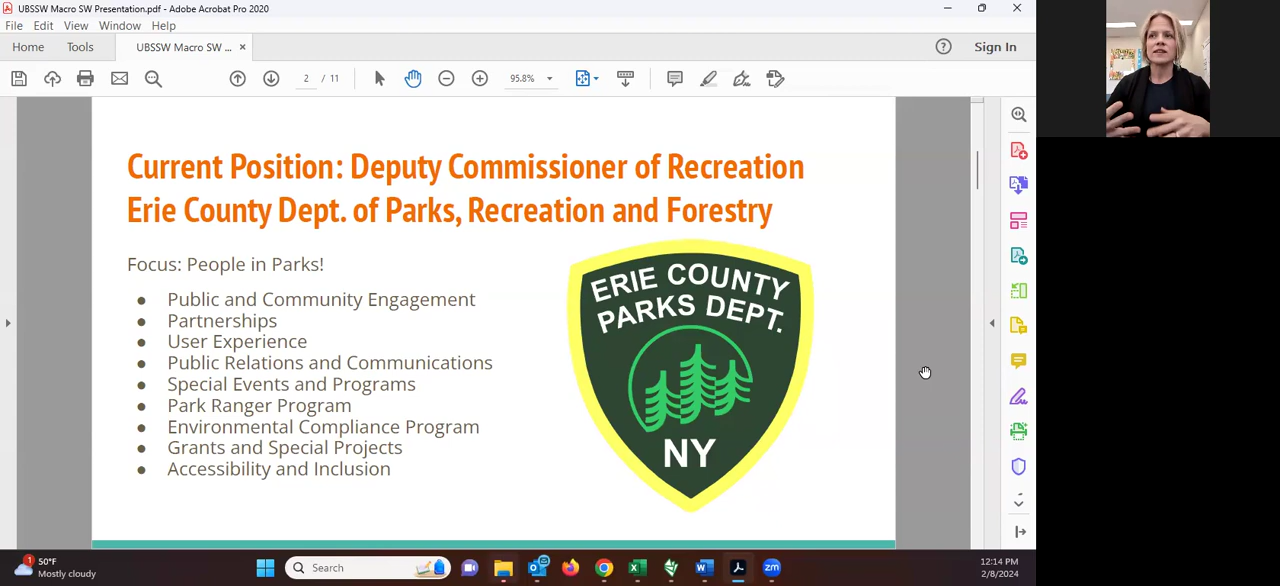 UBSSW Macro SW Presentation.pdf - Adobe Acrobat Pro 2020
File Edit View Window Help
Home Tools UBSSW Macro SW ... × Sign In
2 / 11 95.8%
Current Position: Deputy Commissioner of Recreation
Erie County Dept. of Parks, Recreation and Forestry
Focus: People in Parks!
● Public and Community Engagement
● Partnerships
● User Experience
● Public Relations and Communications
● Special Events and Programs
● Park Ranger Program
● Environmental Compliance Program
● Grants and Special Projects
● Accessibility and Inclusion
ERIE COUNTY
PARKS DEPT.
NY
1
50°F
Mostly cloudy
Search
zm
12:14 PM
2/8/2024